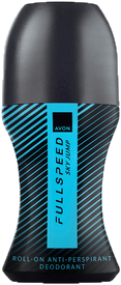 AVON
FULLSPEED
SKY JUMP
ROLL-ON ANTI-PERSPIRANT
DEODORANT